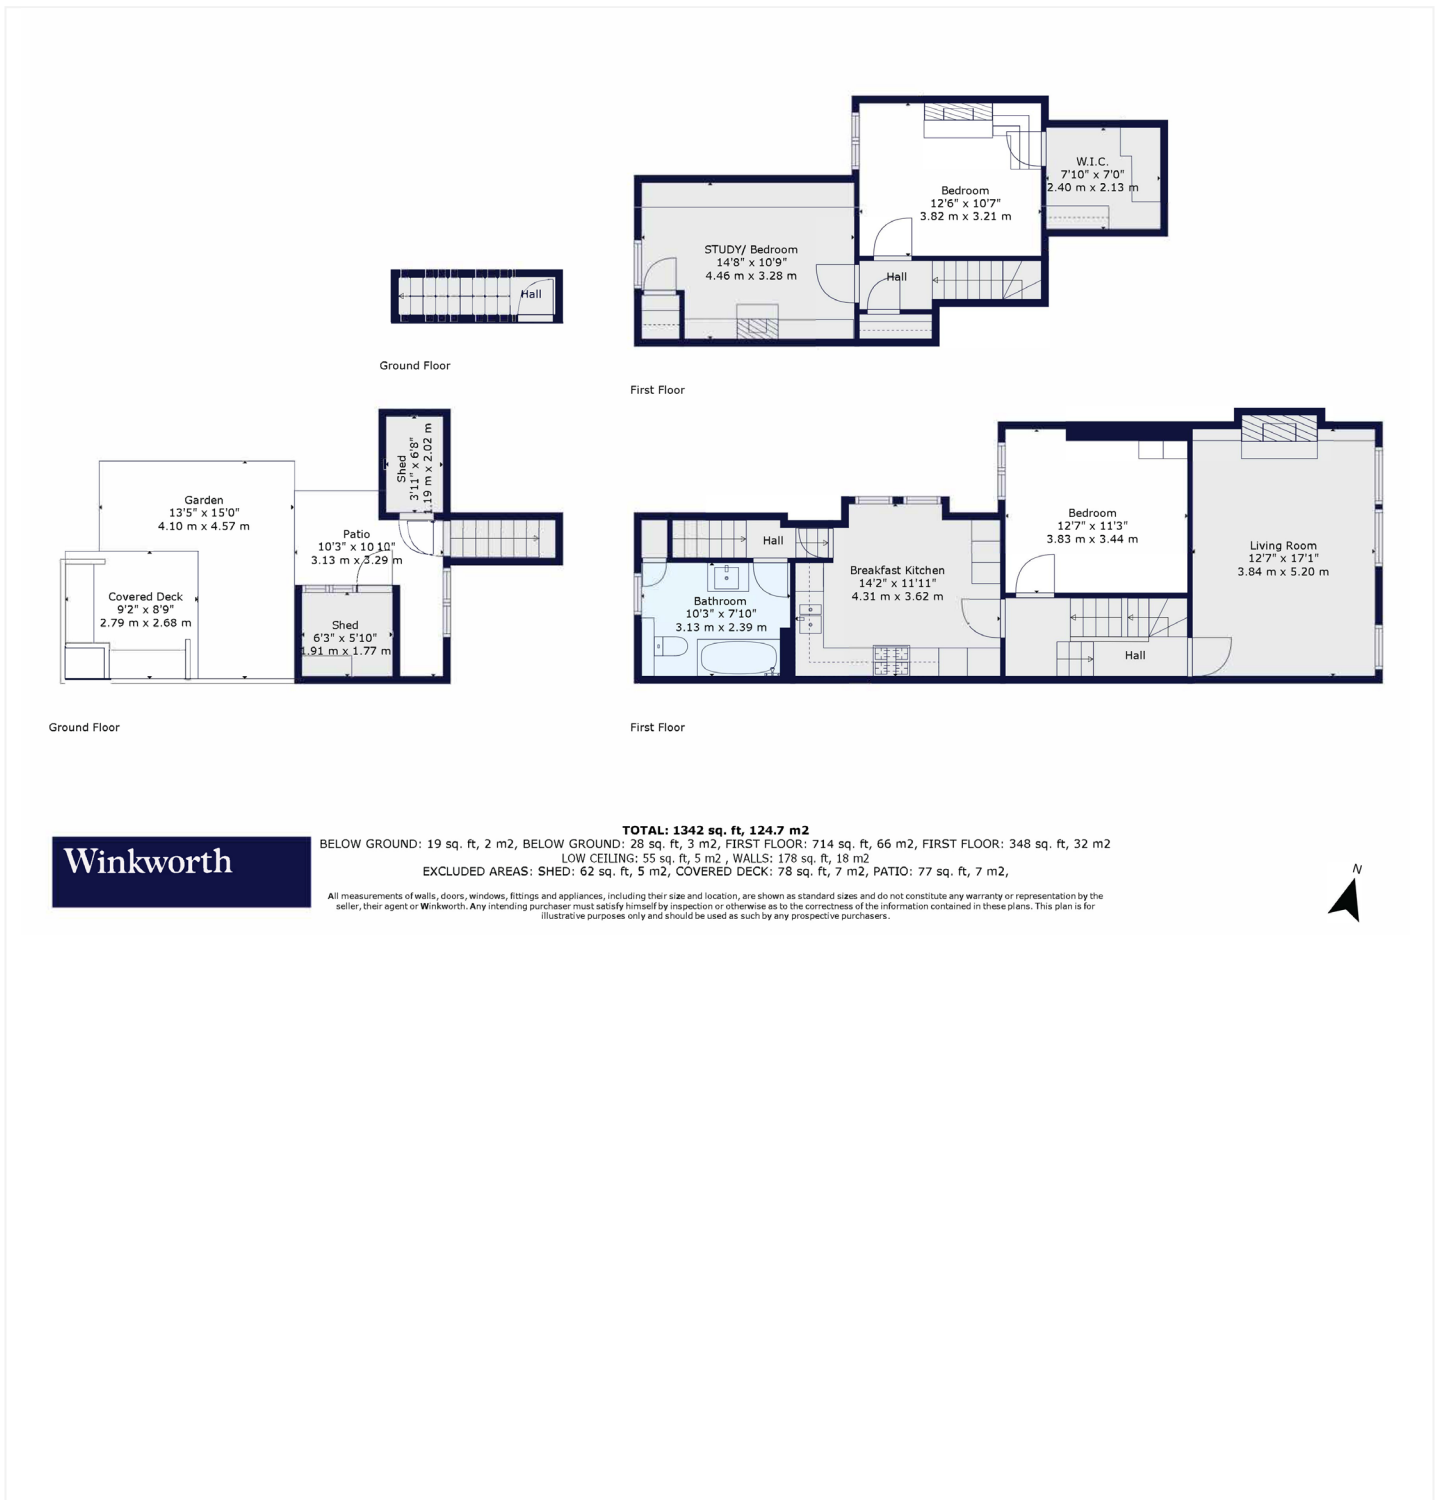 W.I.C.
7'10" x 7'0"
2.40 m x 2.13 m
Bedroom
12'6" x 10'7"
3.82 m x 3.21 m
STUDY/ Bedroom
14'8" x 10'9"
4.46 m x 3.28 m
Hall
Hall
Ground Floor
First Floor
Shed
3'11" x 6'8"
1.19 m x 2.02 m
Garden
13'5" x 15'0"
4.10 m x 4.57 m
Patio
10'3" x 10'10"
3.13 m x 3.29 m
Covered Deck
9'2" x 8'9"
2.79 m x 2.68 m
Shed
6'3" x 5'10"
1.91 m x 1.77 m
Bedroom
12'7" x 11'3"
3.83 m x 3.44 m
Living Room
12'7" x 17'1"
3.84 m x 5.20 m
Hall
Breakfast Kitchen
14'2" x 11'11"
4.31 m x 3.62 m
Bathroom
10'3" x 7'10"
3.13 m x 2.39 m
Hall
Ground Floor
First Floor
Winkworth
TOTAL: 1342 sq. ft, 124.7 m2
BELOW GROUND: 19 sq. ft, 2 m2, BELOW GROUND: 28 sq. ft, 3 m2, FIRST FLOOR: 714 sq. ft, 66 m2, FIRST FLOOR: 348 sq. ft, 32 m2
LOW CEILING: 55 sq. ft, 5 m2 , WALLS: 178 sq. ft, 18 m2
EXCLUDED AREAS: SHED: 62 sq. ft, 5 m2, COVERED DECK: 78 sq. ft, 7 m2, PATIO: 77 sq. ft, 7 m2,
All measurements of walls, doors, windows, fittings and appliances, including their size and location, are shown as standard sizes and do not constitute any warranty or representation by the
seller, their agent or Winkworth. Any intending purchaser must satisfy himself by inspection or otherwise as to the correctness of the information contained in these plans. This plan is for
illustrative purposes only and should be used as such by any prospective purchasers.
N